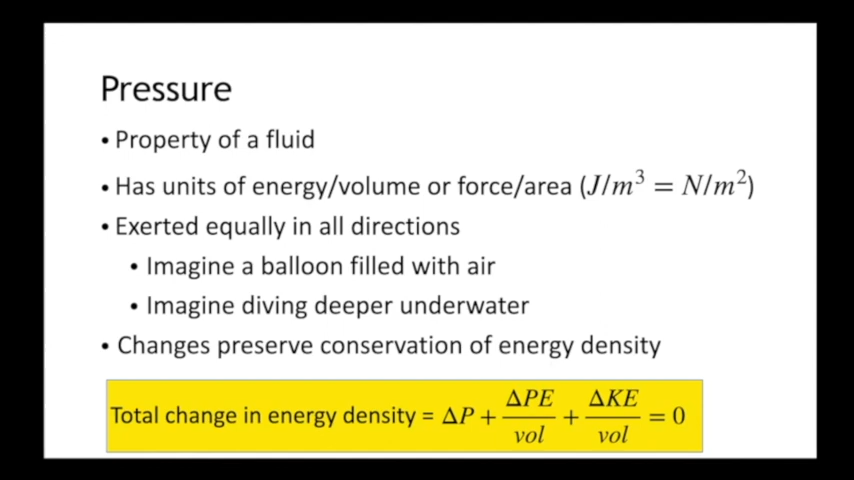 Pressure
• Property of a fluid
• Has units of energy/volume or force/area (J/m³ = N/m²)
• Exerted equally in all directions
• Imagine a balloon filled with air
• Imagine diving deeper underwater
• Changes preserve conservation of energy density
Total change in energy density = ΔP + ΔPE/vol + ΔKE/vol = 0